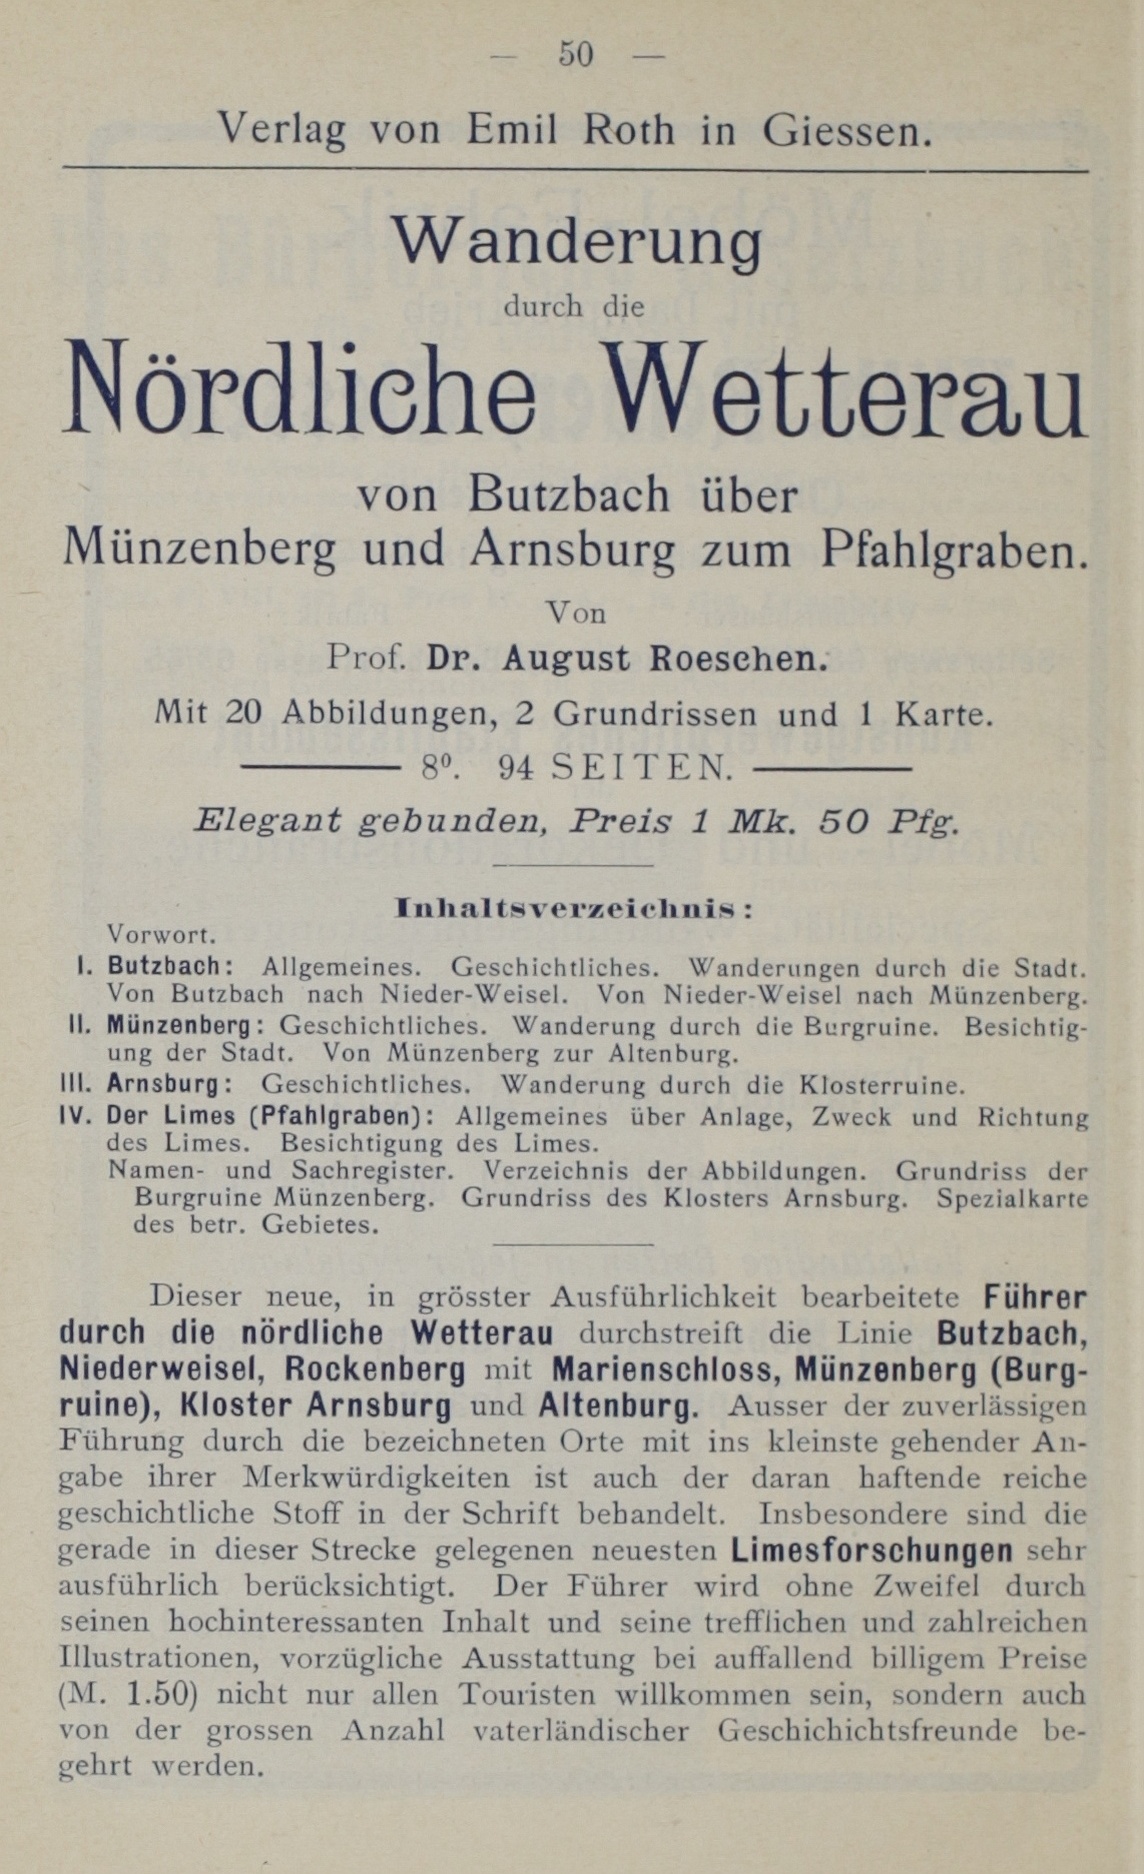 — 50 —
Verlag von Emil Roth in Giessen.
Wanderung
durch die
Nördliche Wetterau
von Butzbach über
Münzenberg und Arnsburg zum Pfahlgraben.
Von
Prof. Dr. August Roeschen.
Mit 20 Abbildungen, 2 Grundrissen und 1 Karte.
8⁰. 94 SEITEN.
Elegant gebunden, Preis 1 Mk. 50 Pfg.
Inhaltsverzeichnis:
Vorwort.
I. Butzbach: Allgemeines. Geschichtliches. Wanderungen durch die Stadt.
Von Butzbach nach Nieder-Weisel. Von Nieder-Weisel nach Münzenberg.
II. Münzenberg: Geschichtliches. Wanderung durch die Burgruine. Besichtig-
ung der Stadt. Von Münzenberg zur Altenburg.
III. Arnsburg: Geschichtliches. Wanderung durch die Klosterruine.
IV. Der Limes (Pfahlgraben): Allgemeines über Anlage, Zweck und Richtung
des Limes. Besichtigung des Limes.
Namen- und Sachregister. Verzeichnis der Abbildungen. Grundriss der
Burgruine Münzenberg. Grundriss des Klosters Arnsburg. Spezialkarte
des betr. Gebietes.
Dieser neue, in grösster Ausführlichkeit bearbeitete Führer
durch die nördliche Wetterau durchstreift die Linie Butzbach,
Niederweisel, Rockenberg mit Marienschloss, Münzenberg (Burg-
ruine), Kloster Arnsburg und Altenburg. Ausser der zuverlässigen
Führung durch die bezeichneten Orte mit ins kleinste gehender An-
gabe ihrer Merkwürdigkeiten ist auch der daran haftende reiche
geschichtliche Stoff in der Schrift behandelt. Insbesondere sind die
gerade in dieser Strecke gelegenen neuesten Limesforschungen sehr
ausführlich berücksichtigt. Der Führer wird ohne Zweifel durch
seinen hochinteressanten Inhalt und seine trefflichen und zahlreichen
Illustrationen, vorzügliche Ausstattung bei auffallend billigem Preise
(M. 1.50) nicht nur allen Touristen willkommen sein, sondern auch
von der grossen Anzahl vaterländischer Geschichichtsfreunde be-
gehrt werden.